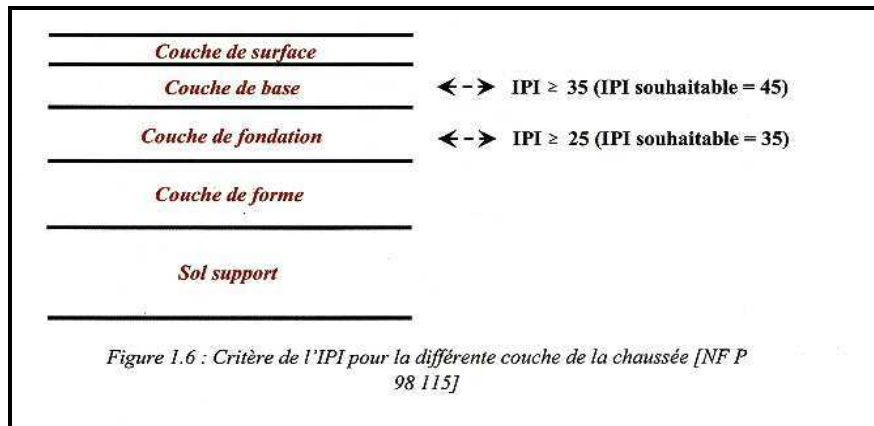 Couche de surface
Couche de base <--> IPI ≥ 35 (IPI souhaitable = 45)
Couche de fondation <--> IPI ≥ 25 (IPI souhaitable = 35)
Couche de forme
Sol support
Figure 1.6 : Critère de l'IPI pour la différente couche de la chaussée [NF P
98 115]